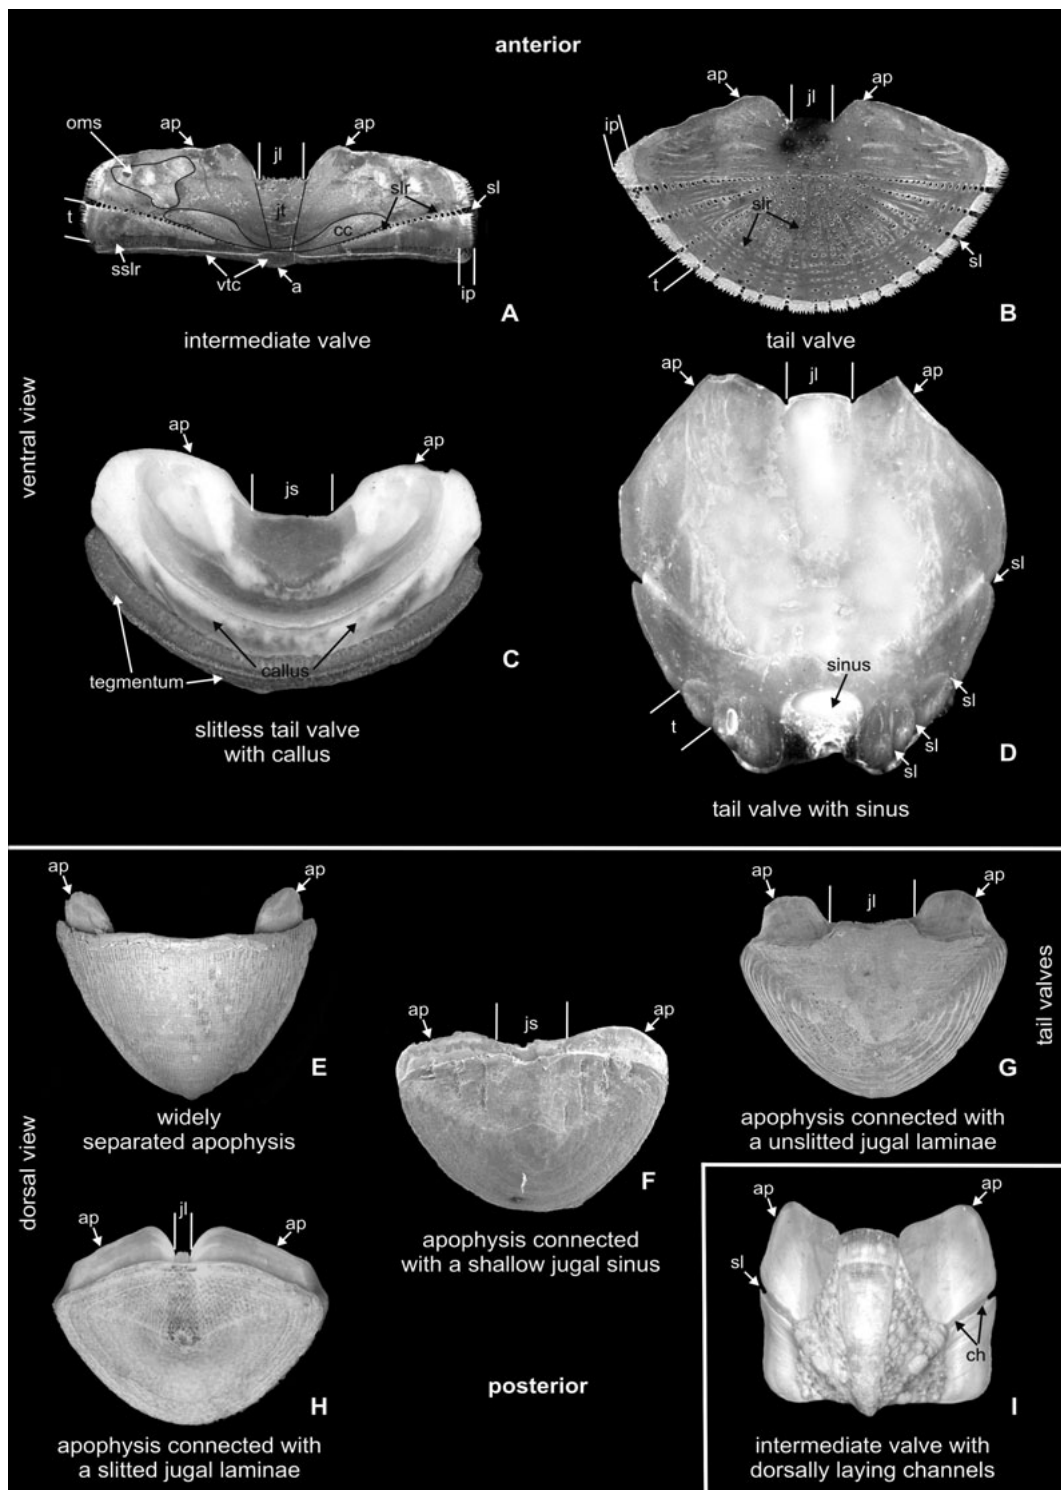 anterior
ap
ap
oms
jl
slr
sl
jt
cc
t
sslr
vtc
a
ip
A
intermediate valve
ap
jl
ap
ip
slr
sl
t
B
tail valve
ventral view
ap
ap
js
callus
tegmentum
C
slitless tail valve
with callus
ap
jl
ap
sl
sinus
sl
t
sl
sl
D
tail valve with sinus
dorsal view
tail valves
ap
ap
E
widely
separated apophysis
ap
js
ap
F
apophysis connected
with a shallow jugal sinus
ap
jl
ap
G
apophysis connected with
a unslitted jugal laminae
ap
jl
ap
H
apophysis connected with
a slitted jugal laminae
posterior
ap
ap
sl
ch
I
intermediate valve with
dorsally laying channels